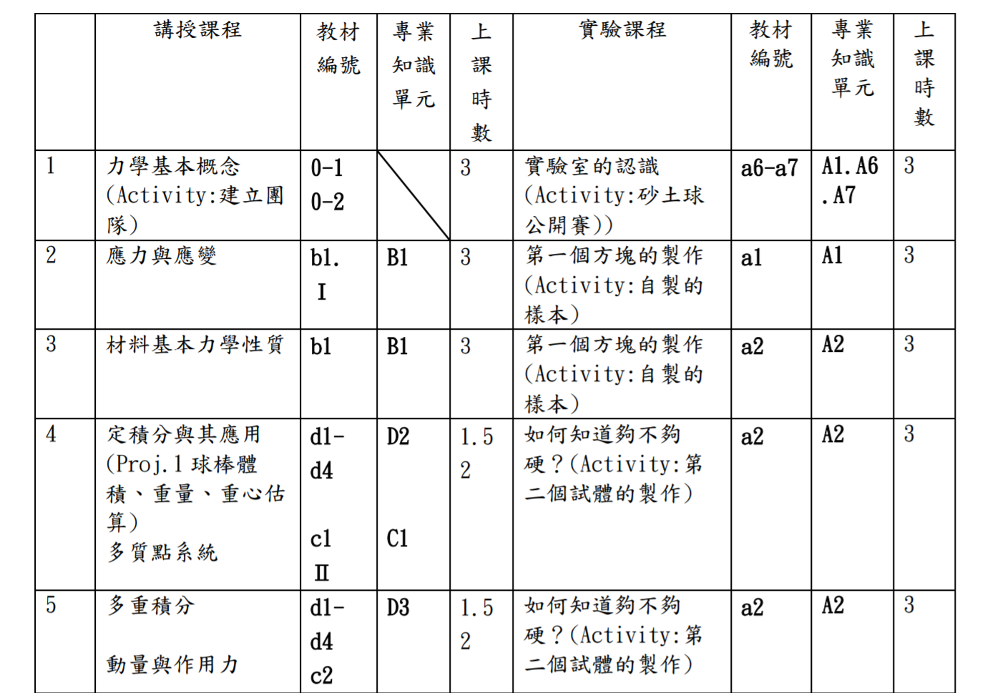 講授課程
教材
編號
專業
知識
單元
上
課
時
數
實驗課程
教材
編號
專業
知識
單元
上
課
時
數
1
力學基本概念
(Activity:建立團
隊)
0-1
0-2
3
實驗室的認識
(Activity:砂土球
公開賽))
a6-a7
A1.A6
.A7
3
2
應力與應變
b1.
Ⅰ
B1
3
第一個方塊的製作
(Activity:自製的
樣本)
a1
A1
3
3
材料基本力學性質
b1
B1
3
第一個方塊的製作
(Activity:自製的
樣本)
a2
A2
3
4
定積分與其應用
(Proj.1 球棒體
積、重量、重心估
算)
多質點系統
d1-
d4
c1
Ⅱ
D2
C1
1.5
2
如何知道夠不夠
硬？(Activity:第
二個試體的製作)
a2
A2
3
5
多重積分
動量與作用力
d1-
d4
c2
D3
1.5
2
如何知道夠不夠
硬？(Activity:第
二個試體的製作)
a2
A2
3